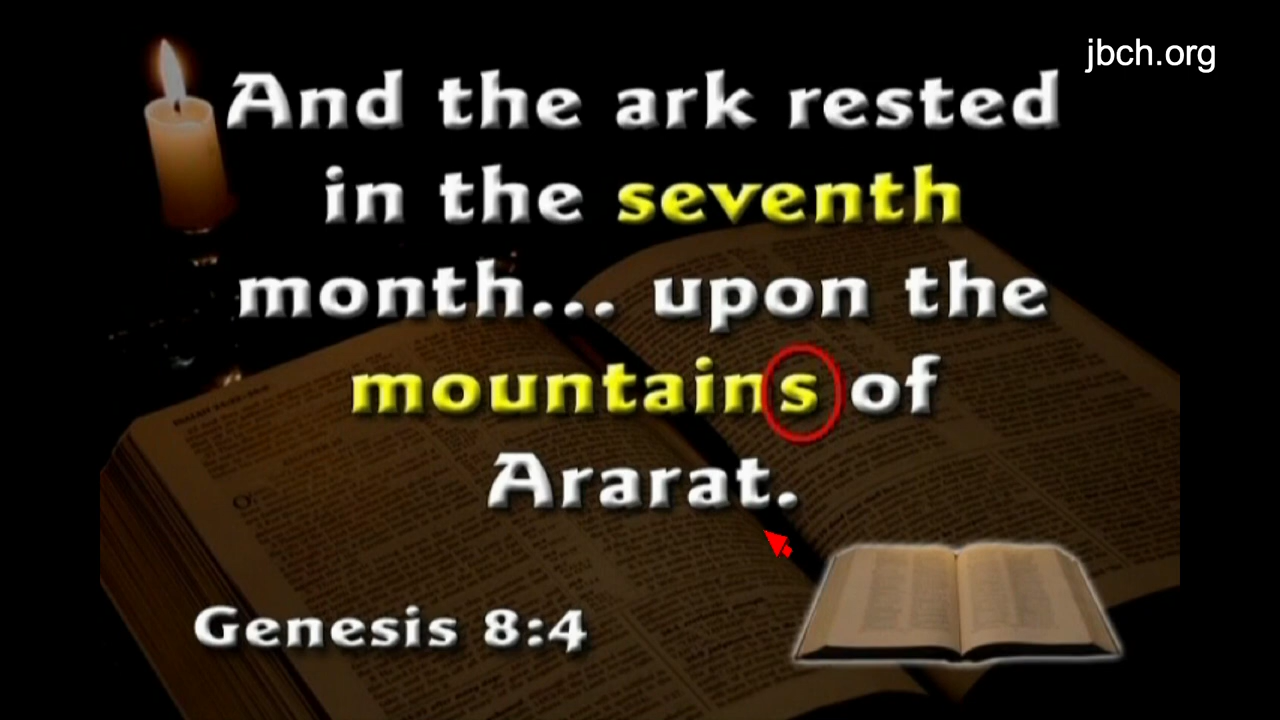 jbch.org
And the ark rested
in the seventh
month... upon the
mountains of
Ararat.
Genesis 8:4